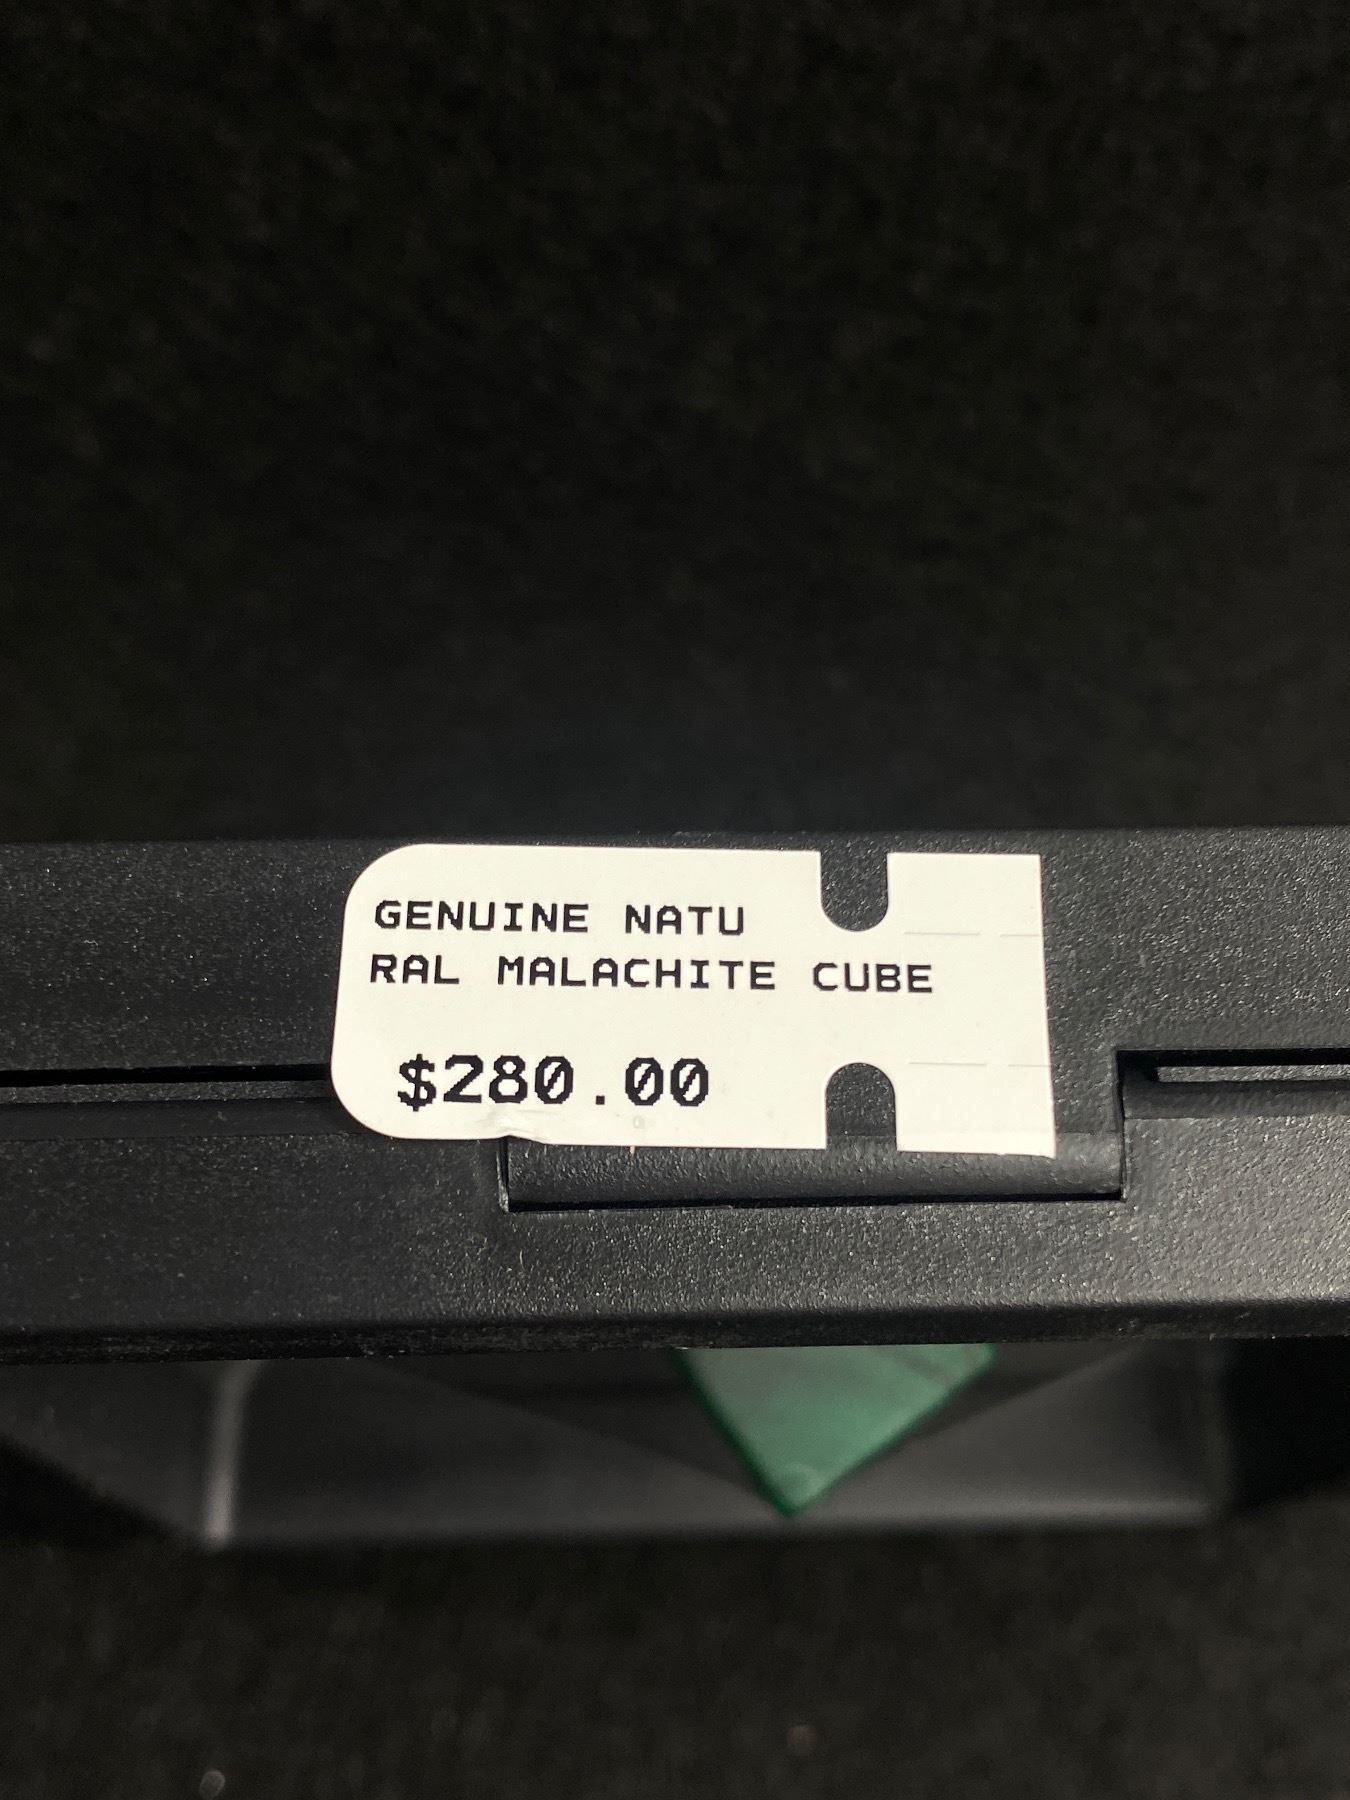 GENUINE NATU
RAL MALACHITE CUBE
$280.00